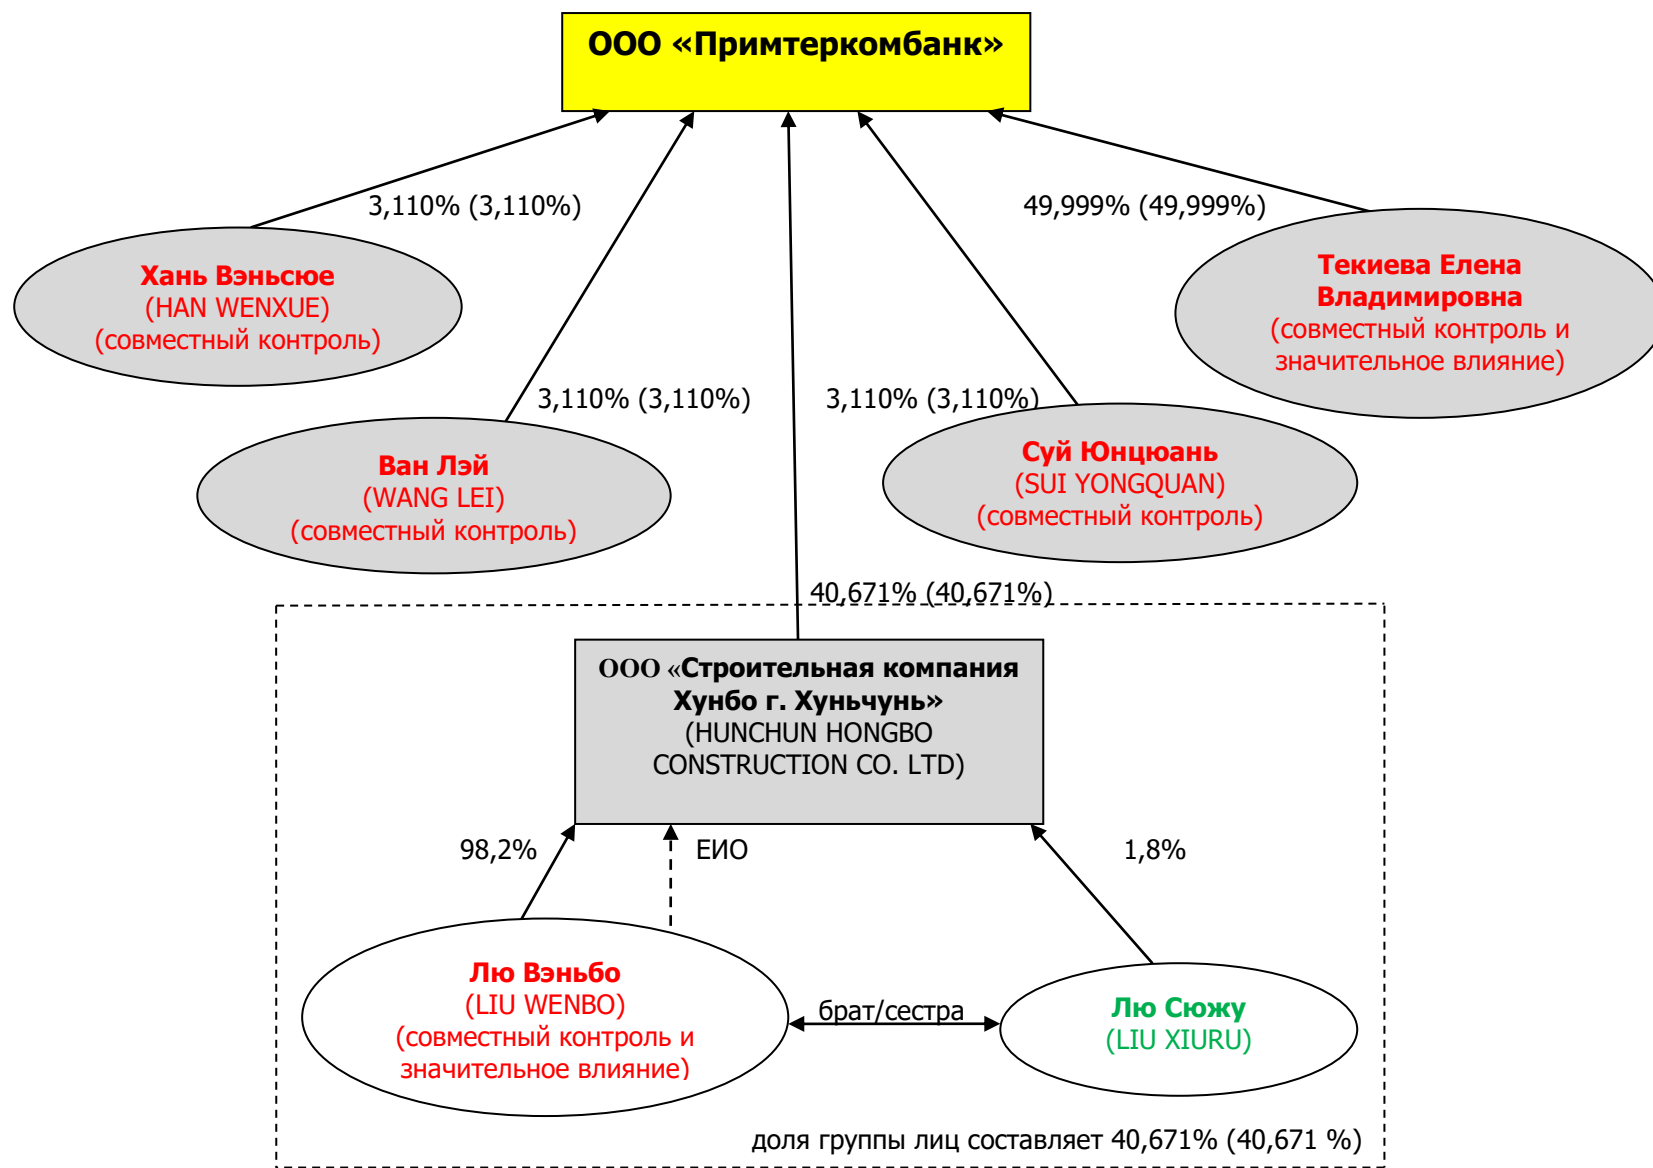 ООО «Примтеркомбанк»
3,110% (3,110%)
49,999% (49,999%)
Хань Вэньсюе
(HAN WENXUE)
(совместный контроль)
Текиева Елена
Владимировна
(совместный контроль и
значительное влияние)
3,110% (3,110%)
3,110% (3,110%)
Ван Лэй
(WANG LEI)
(совместный контроль)
Суй Юнцюань
(SUI YONGQUAN)
(совместный контроль)
40,671% (40,671%)
ООО «Строительная компания
Хунбо г. Хуньчунь»
(HUNCHUN HONGBO
CONSTRUCTION CO. LTD)
98,2%
ЕИО
1,8%
Лю Вэньбо
(LIU WENBO)
(совместный контроль и
значительное влияние)
брат/сестра
Лю Сюжу
(LIU XIURU)
доля группы лиц составляет 40,671% (40,671 %)